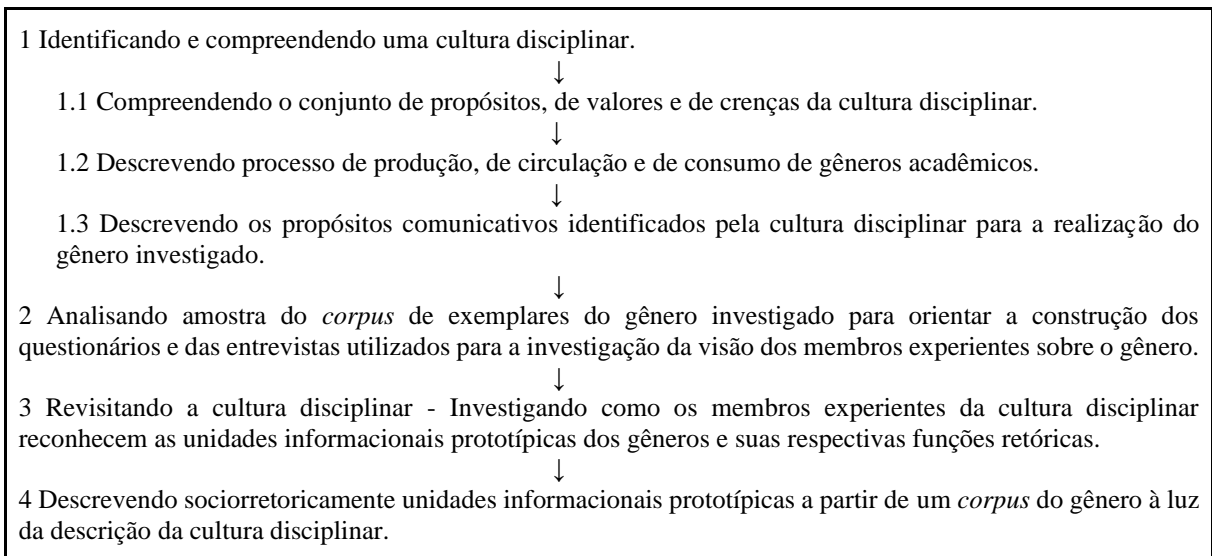 1 Identificando e compreendendo uma cultura disciplinar.
↓
1.1 Compreendendo o conjunto de propósitos, de valores e de crenças da cultura disciplinar.
↓
1.2 Descrevendo processo de produção, de circulação e de consumo de gêneros acadêmicos.
↓
1.3 Descrevendo os propósitos comunicativos identificados pela cultura disciplinar para a realização do
gênero investigado.
↓
2 Analisando amostra do corpus de exemplares do gênero investigado para orientar a construção dos
questionários e das entrevistas utilizados para a investigação da visão dos membros experientes sobre o gênero.
↓
3 Revisitando a cultura disciplinar - Investigando como os membros experientes da cultura disciplinar
reconhecem as unidades informacionais prototípicas dos gêneros e suas respectivas funções retóricas.
↓
4 Descrevendo sociorretoricamente unidades informacionais prototípicas a partir de um corpus do gênero à luz
da descrição da cultura disciplinar.